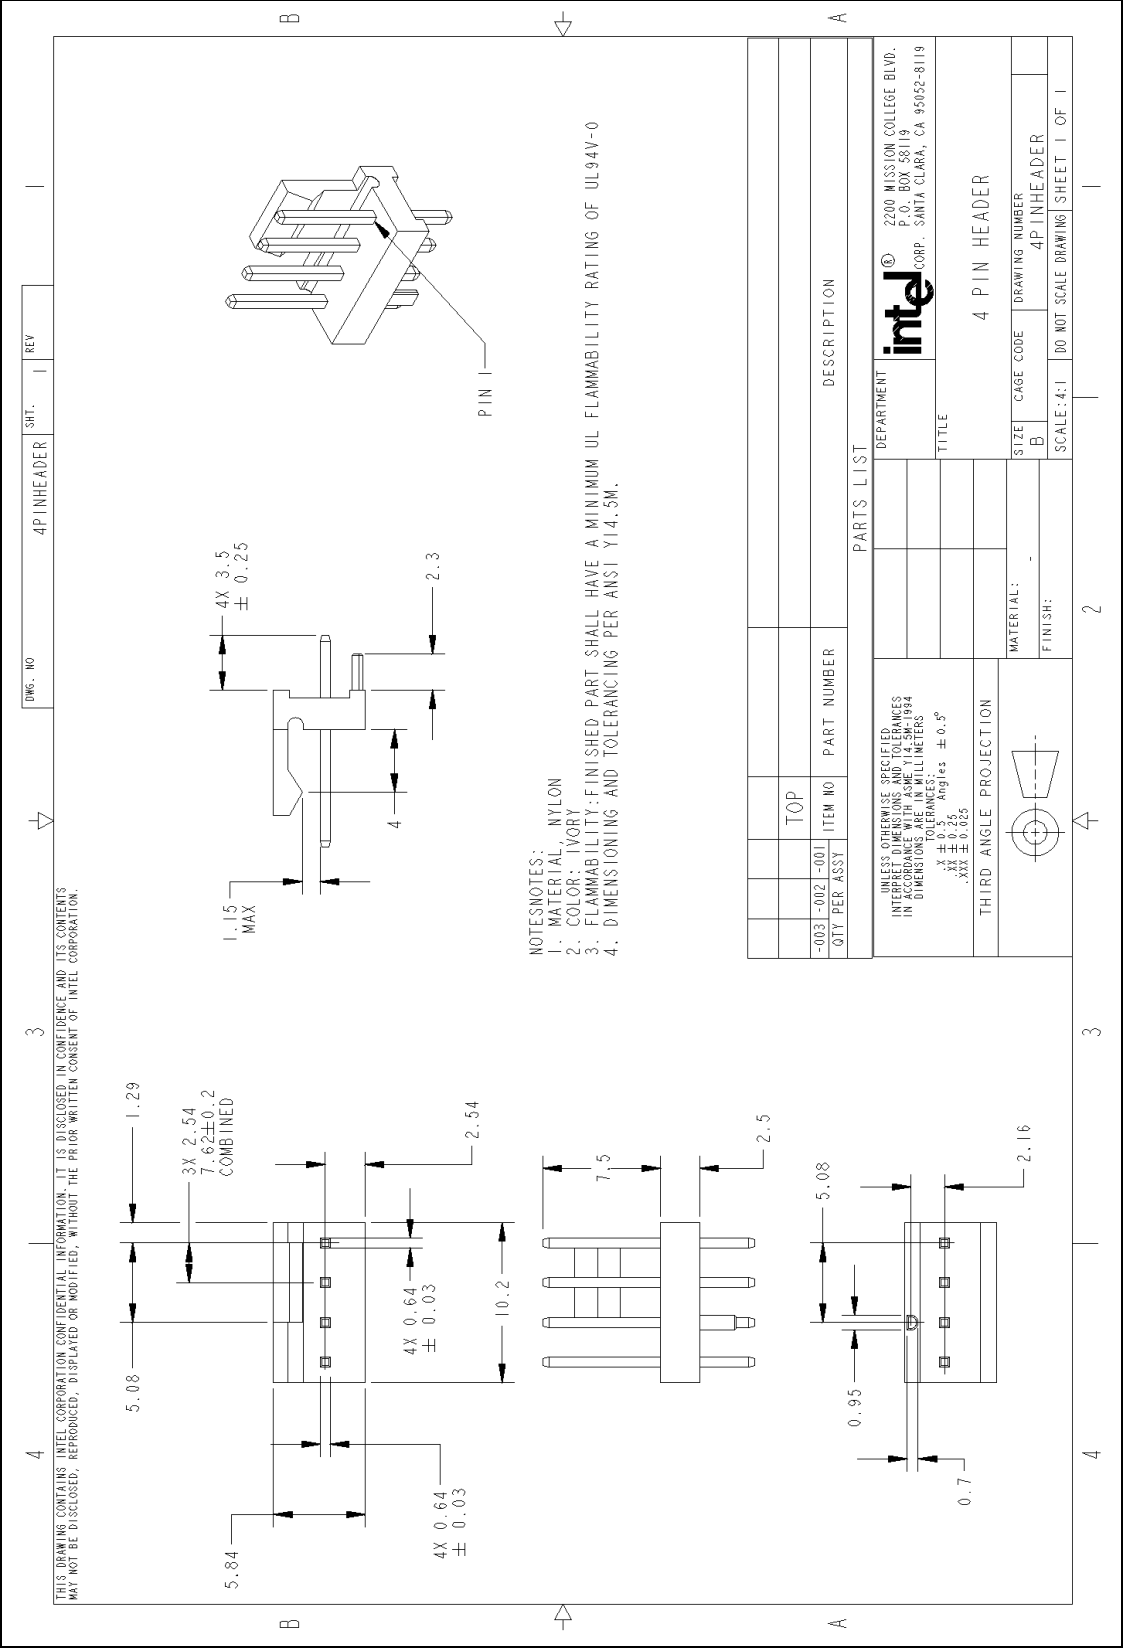 THIS DRAWING CONTAINS INTEL CORPORATION CONFIDENTIAL INFORMATION. IT IS DISCLOSED IN CONFIDENCE AND ITS CONTENTS
MAY NOT BE DISCLOSED, REPRODUCED, DISPLAYED OR MODIFIED, WITHOUT THE PRIOR WRITTEN CONSENT OF INTEL CORPORATION.
4
3
DWG. NO
4PINHEADER
SHT.
1
REV
1
B
B
5.84
5.08
1.29
3X 2.54
7.62±0.2
COMBINED
2.54
4X 0.64
± 0.03
4X 0.64
± 0.03
10.2
7.5
2.5
5.08
2.16
0.95
0.7
1.15
MAX
4
4X 3.5
± 0.25
2.3
PIN 1
NOTESNOTES:
1. MATERIAL, NYLON
2. COLOR: IVORY
3. FLAMMABILITY:FINISHED PART SHALL HAVE A MINIMUM UL FLAMMABILITY RATING OF UL94V-0
4. DIMENSIONING AND TOLERANCING PER ANSI Y14.5M.
TOP
-003
-002
-001
QTY PER ASSY
ITEM NO
PART NUMBER
DESCRIPTION
PARTS LIST
UNLESS OTHERWISE SPECIFIED
INTERPRET DIMENSIONS AND TOLERANCES
IN ACCORDANCE WITH ASME Y14.5M-1994
DIMENSIONS ARE IN MILLIMETERS
TOLERANCES:
.X ± 0.5 Angles ± 0.5°
.XX ± 0.25
.XXX ± 0.025
THIRD ANGLE PROJECTION
MATERIAL:
-
FINISH:
DEPARTMENT
intel
®
CORP.
2200 MISSION COLLEGE BLVD.
P.O. BOX 58119
SANTA CLARA, CA 95052-8119
TITLE
4 PIN HEADER
SIZE
B
CAGE CODE
DRAWING NUMBER
4PINHEADER
SCALE:4:1
DO NOT SCALE DRAWING
SHEET 1 OF 1
A
A
4
3
2